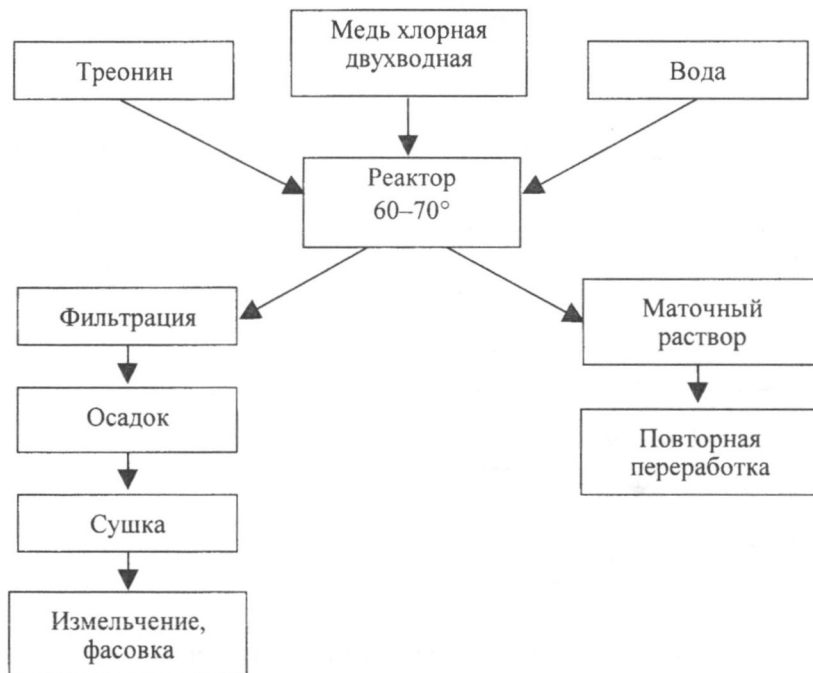 Треонин
Медь хлорная
двухводная
Вода
Реактор
60–70°
Фильтрация
Маточный
раствор
Осадок
Повторная
переработка
Сушка
Измельчение,
фасовка